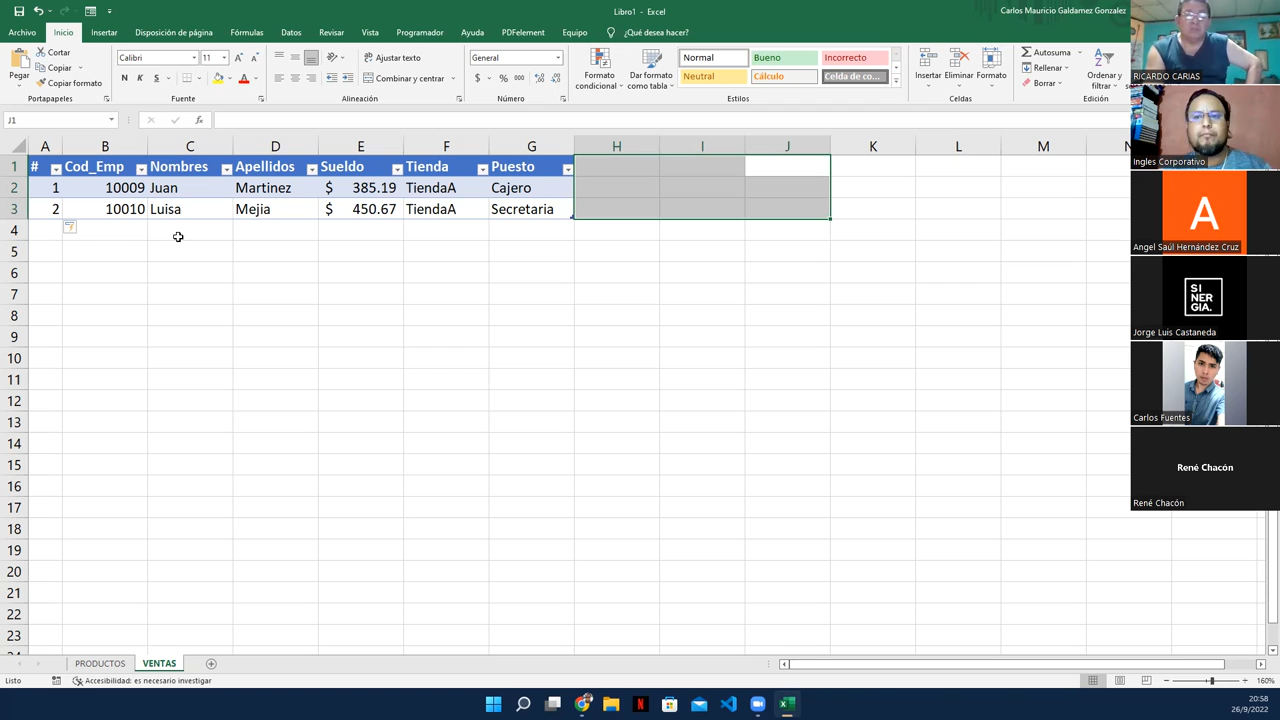 Libro1 - Excel
Carlos Mauricio Galdamez Gonzalez
Archivo Inicio Insertar Disposición de página Fórmulas Datos Revisar Vista Programador Ayuda PDFelement Equipo ¿Qué desea hacer?
Pegar
Cortar
Copiar
Copiar formato
Portapapeles
Calibri 11
N K S
Fuente
Ajustar texto
Combinar y centrar
Alineación
General
$ % 000
Número
Formato condicional
Dar formato como tabla
Normal Bueno Incorrecto
Neutral Cálculo Celda de co...
Estilos
Insertar Eliminar Formato
Celdas
Autosuma
Rellenar
Borrar
Ordenar y filtrar
Edición
J1
fx
A B C D E F G H I J K L M N
1 # Cod_Emp Nombres Apellidos Sueldo Tienda Puesto
2 1 10009 Juan Martinez $ 385.19 TiendaA Cajero
3 2 10010 Luisa Mejia $ 450.67 TiendaA Secretaria
4
5
6
7
8
9
10
11
12
13
14
15
16
17
18
19
20
21
22
23
PRODUCTOS VENTAS
Listo
Accesibilidad: es necesario investigar
160%
20:58
26/9/2022
RICARDO CARIAS
Ingles Corporativo
A
Angel Saúl Hernández Cruz
SI
NER
GIA.
Jorge Luis Castaneda
Carlos Fuentes
René Chacón
René Chacón